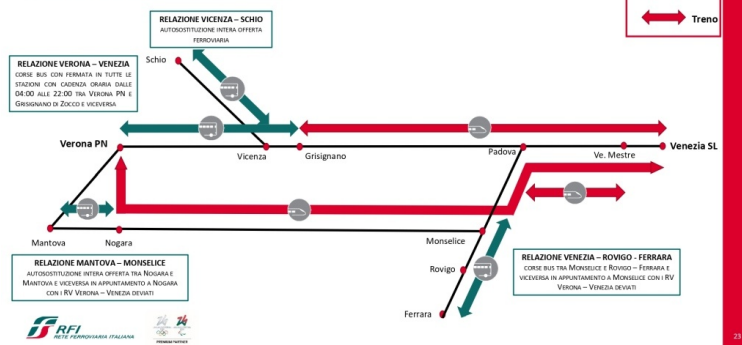 Treno
RELAZIONE VICENZA – SCHIO
AUTOSOSTITUZIONE INTERA OFFERTA
FERROVIARIA
RELAZIONE VERONA – VENEZIA
CORSE BUS CON FERMATA IN TUTTE LE
STAZIONI CON CADENZA ORARIA DALLE
04:00 ALLE 22:00 TRA VERONA PN E
GRISIGNANO DI ZOCCO E VICEVERSA
Schio
Verona PN
Vicenza
Grisignano
Padova
Ve. Mestre
Venezia SL
Mantova
Nogara
Monselice
Rovigo
Ferrara
RELAZIONE MANTOVA – MONSELICE
AUTOSOSTITUZIONE INTERA OFFERTA TRA NOGARA E
MANTOVA E VICEVERSA IN APPUNTAMENTO A NOGARA
CON I RV VERONA – VENEZIA DEVIATI
RELAZIONE VENEZIA – ROVIGO - FERRARA
CORSE BUS TRA MONSELICE E ROVIGO – FERRARA E
VICEVERSA IN APPUNTAMENTO A MONSELICE CON I RV
VERONA – VENEZIA DEVIATI
RFI
RETE FERROVIARIA ITALIANA
23